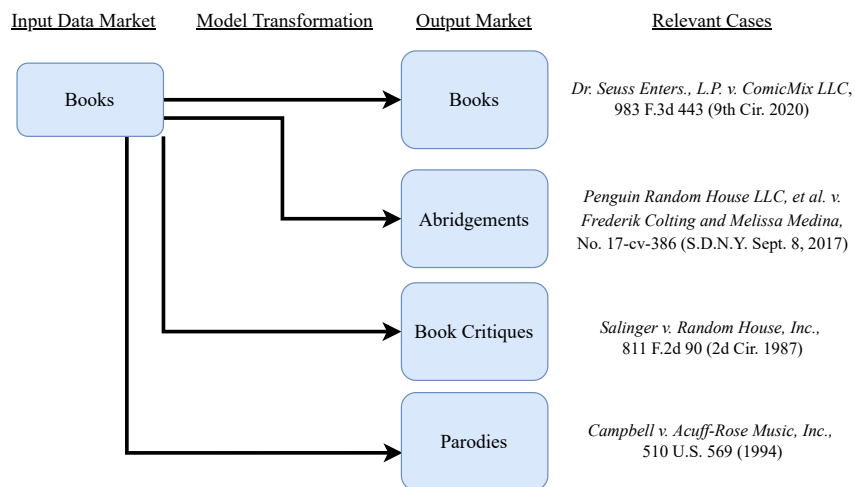 Input Data Market Model Transformation Output Market Relevant Cases
Books
Books
Dr. Seuss Enters., L.P. v. ComicMix LLC,
983 F.3d 443 (9th Cir. 2020)
Abridgements
Penguin Random House LLC, et al. v.
Frederik Colting and Melissa Medina,
No. 17-cv-386 (S.D.N.Y. Sept. 8, 2017)
Book Critiques
Salinger v. Random House, Inc.,
811 F.2d 90 (2d Cir. 1987)
Parodies
Campbell v. Acuff-Rose Music, Inc.,
510 U.S. 569 (1994)